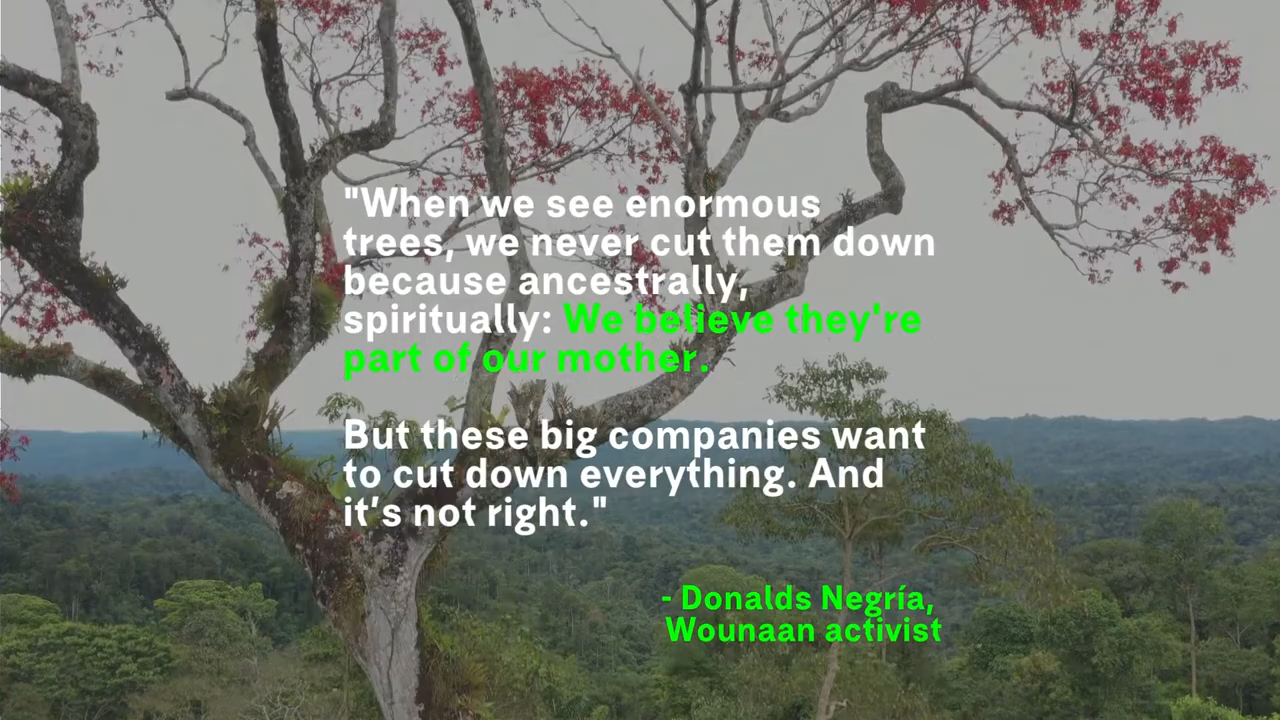 "When we see enormous
trees, we never cut them down
because ancestrally,
spiritually: We believe they're
part of our mother.
But these big companies want
to cut down everything. And
it's not right."
- Donalds Negría,
Wounaan activist